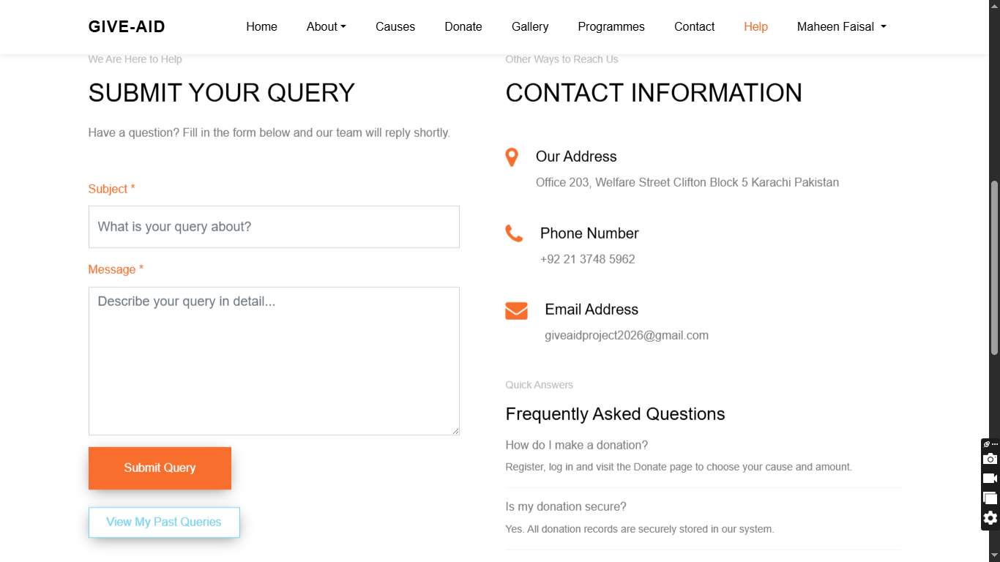 GIVE-AID
Home
About
Causes
Donate
Gallery
Programmes
Contact
Help
Maheen Faisal
We Are Here to Help
SUBMIT YOUR QUERY
Have a question? Fill in the form below and our team will reply shortly.
Subject *
What is your query about?
Message *
Describe your query in detail...
Submit Query
View My Past Queries
Other Ways to Reach Us
CONTACT INFORMATION
Our Address
Office 203, Welfare Street Clifton Block 5 Karachi Pakistan
Phone Number
+92 21 3748 5962
Email Address
giveaidproject2026@gmail.com
Quick Answers
Frequently Asked Questions
How do I make a donation?
Register, log in and visit the Donate page to choose your cause and amount.
Is my donation secure?
Yes. All donation records are securely stored in our system.